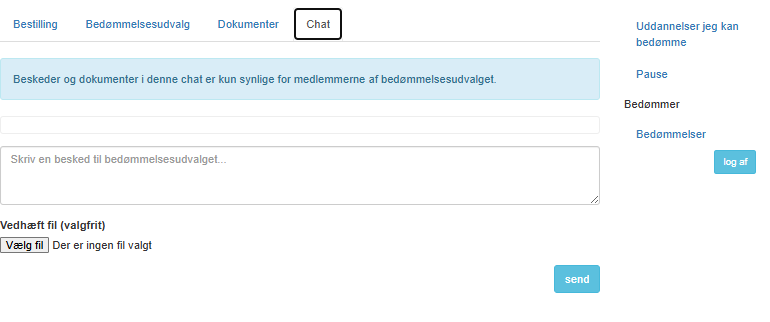 Bestilling Bedømmelsesudvalg Dokumenter Chat
Beskeder og dokumenter i denne chat er kun synlige for medlemmerne af bedømmelsesudvalget.
Skriv en besked til bedømmelsesudvalget...
Vedhæft fil (valgfrit)
Vælg fil Der er ingen fil valgt
send
Uddannelser jeg kan
bedømme
Pause
Bedømmer
Bedømmelser
log af